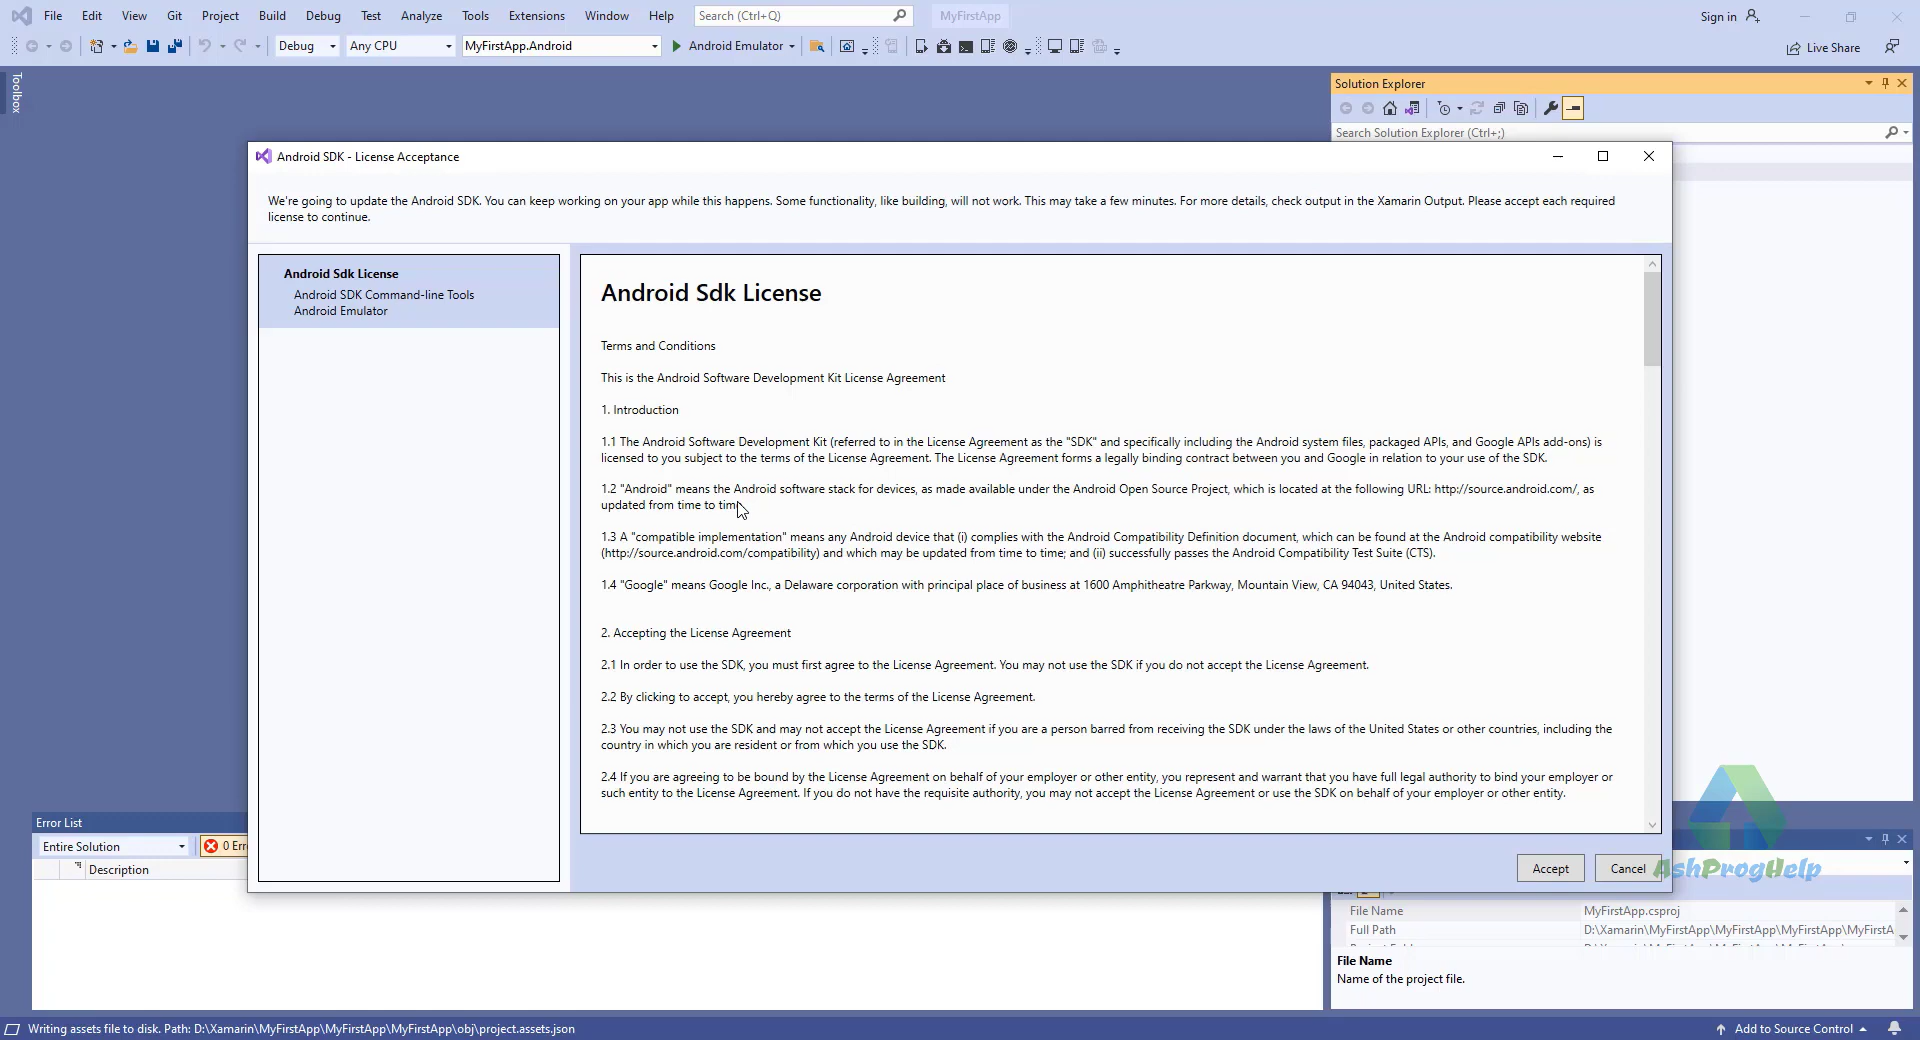 File Edit View Git Project Build Debug Test Analyze Tools Extensions Window Help Search (Ctrl+Q) MyFirstApp Sign in
Debug Any CPU MyFirstApp.Android Android Emulator Live Share
Toolbox
Solution Explorer
Search Solution Explorer (Ctrl+;)
Android SDK - License Acceptance
We're going to update the Android SDK. You can keep working on your app while this happens. Some functionality, like building, will not work. This may take a few minutes. For more details, check output in the Xamarin Output. Please accept each required
license to continue.
Android Sdk License
Android SDK Command-line Tools
Android Emulator
Android Sdk License
Terms and Conditions
This is the Android Software Development Kit License Agreement
1. Introduction
1.1 The Android Software Development Kit (referred to in the License Agreement as the "SDK" and specifically including the Android system files, packaged APIs, and Google APIs add-ons) is
licensed to you subject to the terms of the License Agreement. The License Agreement forms a legally binding contract between you and Google in relation to your use of the SDK.
1.2 "Android" means the Android software stack for devices, as made available under the Android Open Source Project, which is located at the following URL: http://source.android.com/, as
updated from time to time.
1.3 A "compatible implementation" means any Android device that (i) complies with the Android Compatibility Definition document, which can be found at the Android compatibility website
(http://source.android.com/compatibility) and which may be updated from time to time; and (ii) successfully passes the Android Compatibility Test Suite (CTS).
1.4 "Google" means Google Inc., a Delaware corporation with principal place of business at 1600 Amphitheatre Parkway, Mountain View, CA 94043, United States.
2. Accepting the License Agreement
2.1 In order to use the SDK, you must first agree to the License Agreement. You may not use the SDK if you do not accept the License Agreement.
2.2 By clicking to accept, you hereby agree to the terms of the License Agreement.
2.3 You may not use the SDK and may not accept the License Agreement if you are a person barred from receiving the SDK under the laws of the United States or other countries, including the
country in which you are resident or from which you use the SDK.
2.4 If you are agreeing to be bound by the License Agreement on behalf of your employer or other entity, you represent and warrant that you have full legal authority to bind your employer or
such entity to the License Agreement. If you do not have the requisite authority, you may not accept the License Agreement or use the SDK on behalf of your employer or other entity.
Accept Cancel
AshProgHelp
Error List
Entire Solution 0 Err
Description
File Name MyFirstApp.csproj
Full Path D:\Xamarin\MyFirstApp\MyFirstApp\MyFirstApp\MyFirstA
File Name
Name of the project file.
Writing assets file to disk. Path: D:\Xamarin\MyFirstApp\MyFirstApp\MyFirstApp\obj\project.assets.json
Add to Source Control